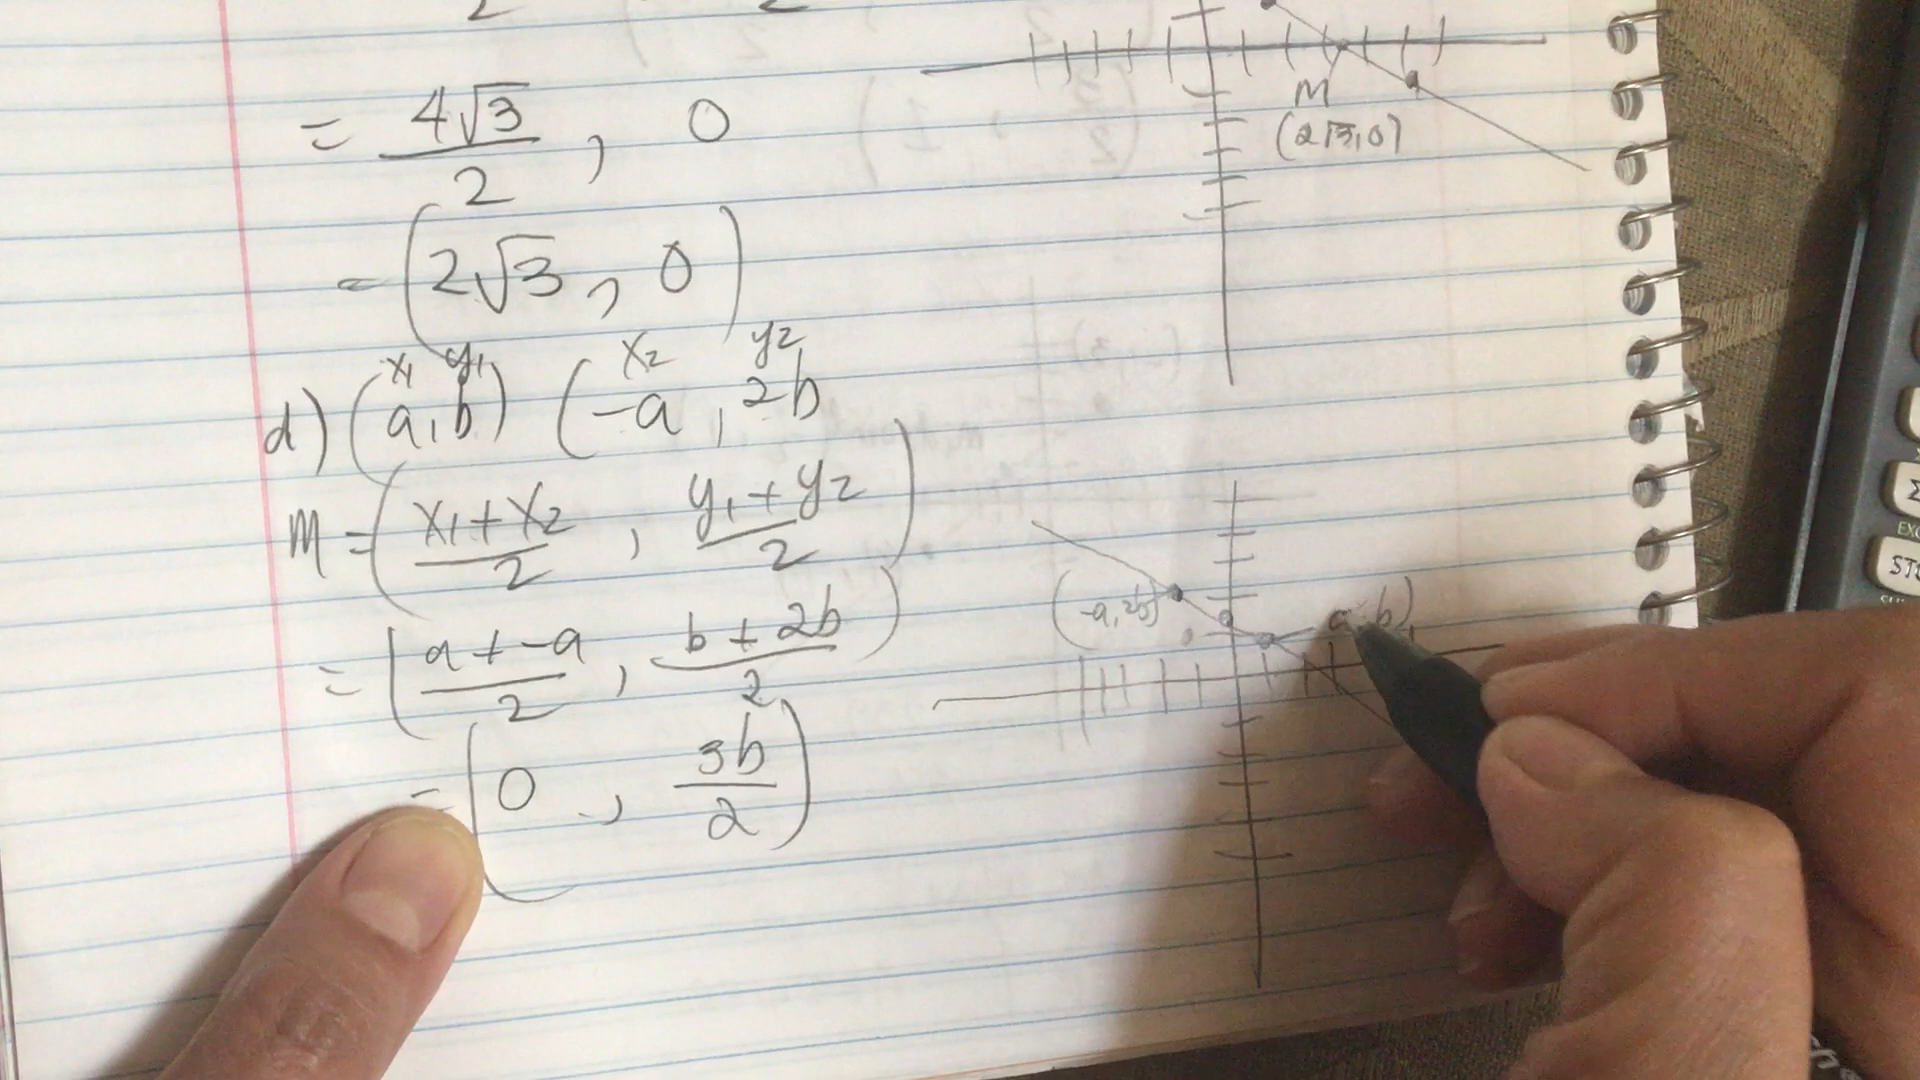 = 4√3/2 , 0
= (2√3 , 0)
M
(2√3, 0)
x1 y1 x2 y2
d) (a, b) (-a, 2b
M = (x1 + x2/2 , y1 + y2/2)
= (a + -a/2 , b + 2b/2)
= (0 , 3b/2)
(-a, 2b)
a b)